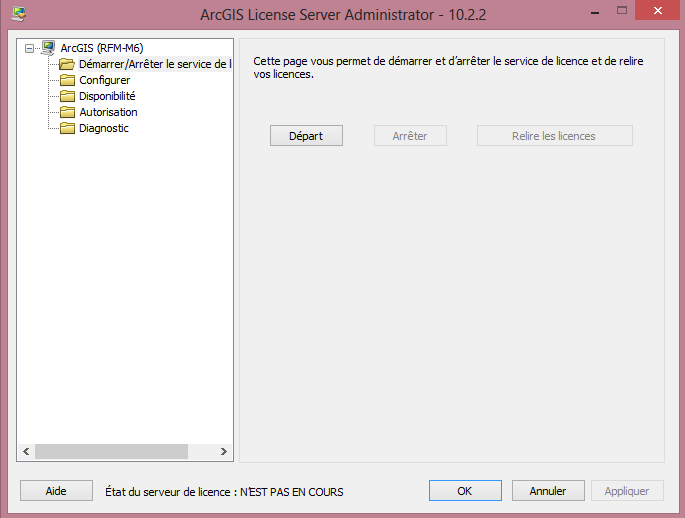 ArcGIS License Server Administrator - 10.2.2
ArcGIS (RFM-M6)
Démarrer/Arrêter le service de l
Configurer
Disponibilité
Autorisation
Diagnostic
Cette page vous permet de démarrer et d'arrêter le service de licence et de relire
vos licences.
Départ
Arrêter
Relire les licences
Aide
État du serveur de licence : N'EST PAS EN COURS
OK
Annuler
Appliquer